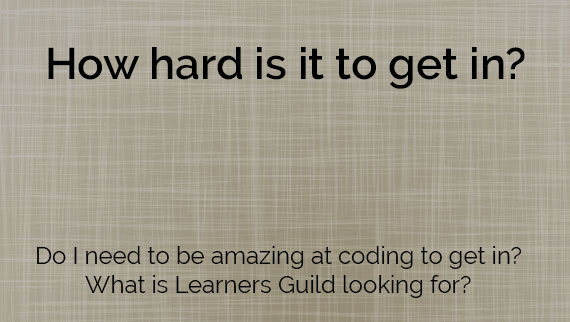 How hard is it to get in?
Do I need to be amazing at coding to get in?
What is Learners Guild looking for?